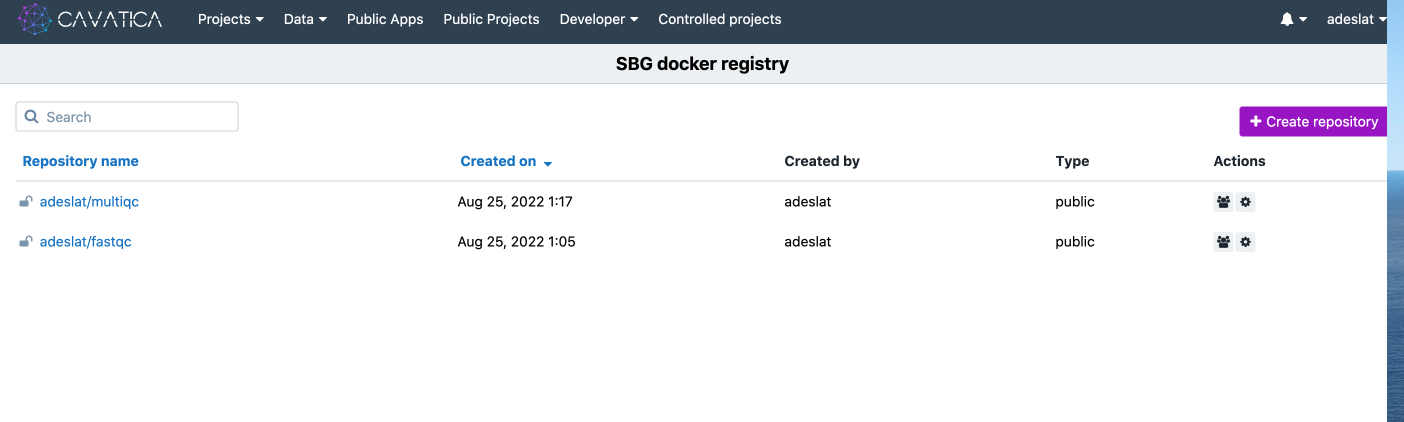 CAVATICA Projects Data Public Apps Public Projects Developer Controlled projects adeslat
SBG docker registry
Search
Create repository
Repository name Created on Created by Type Actions
adeslat/multiqc Aug 25, 2022 1:17 adeslat public
adeslat/fastqc Aug 25, 2022 1:05 adeslat public